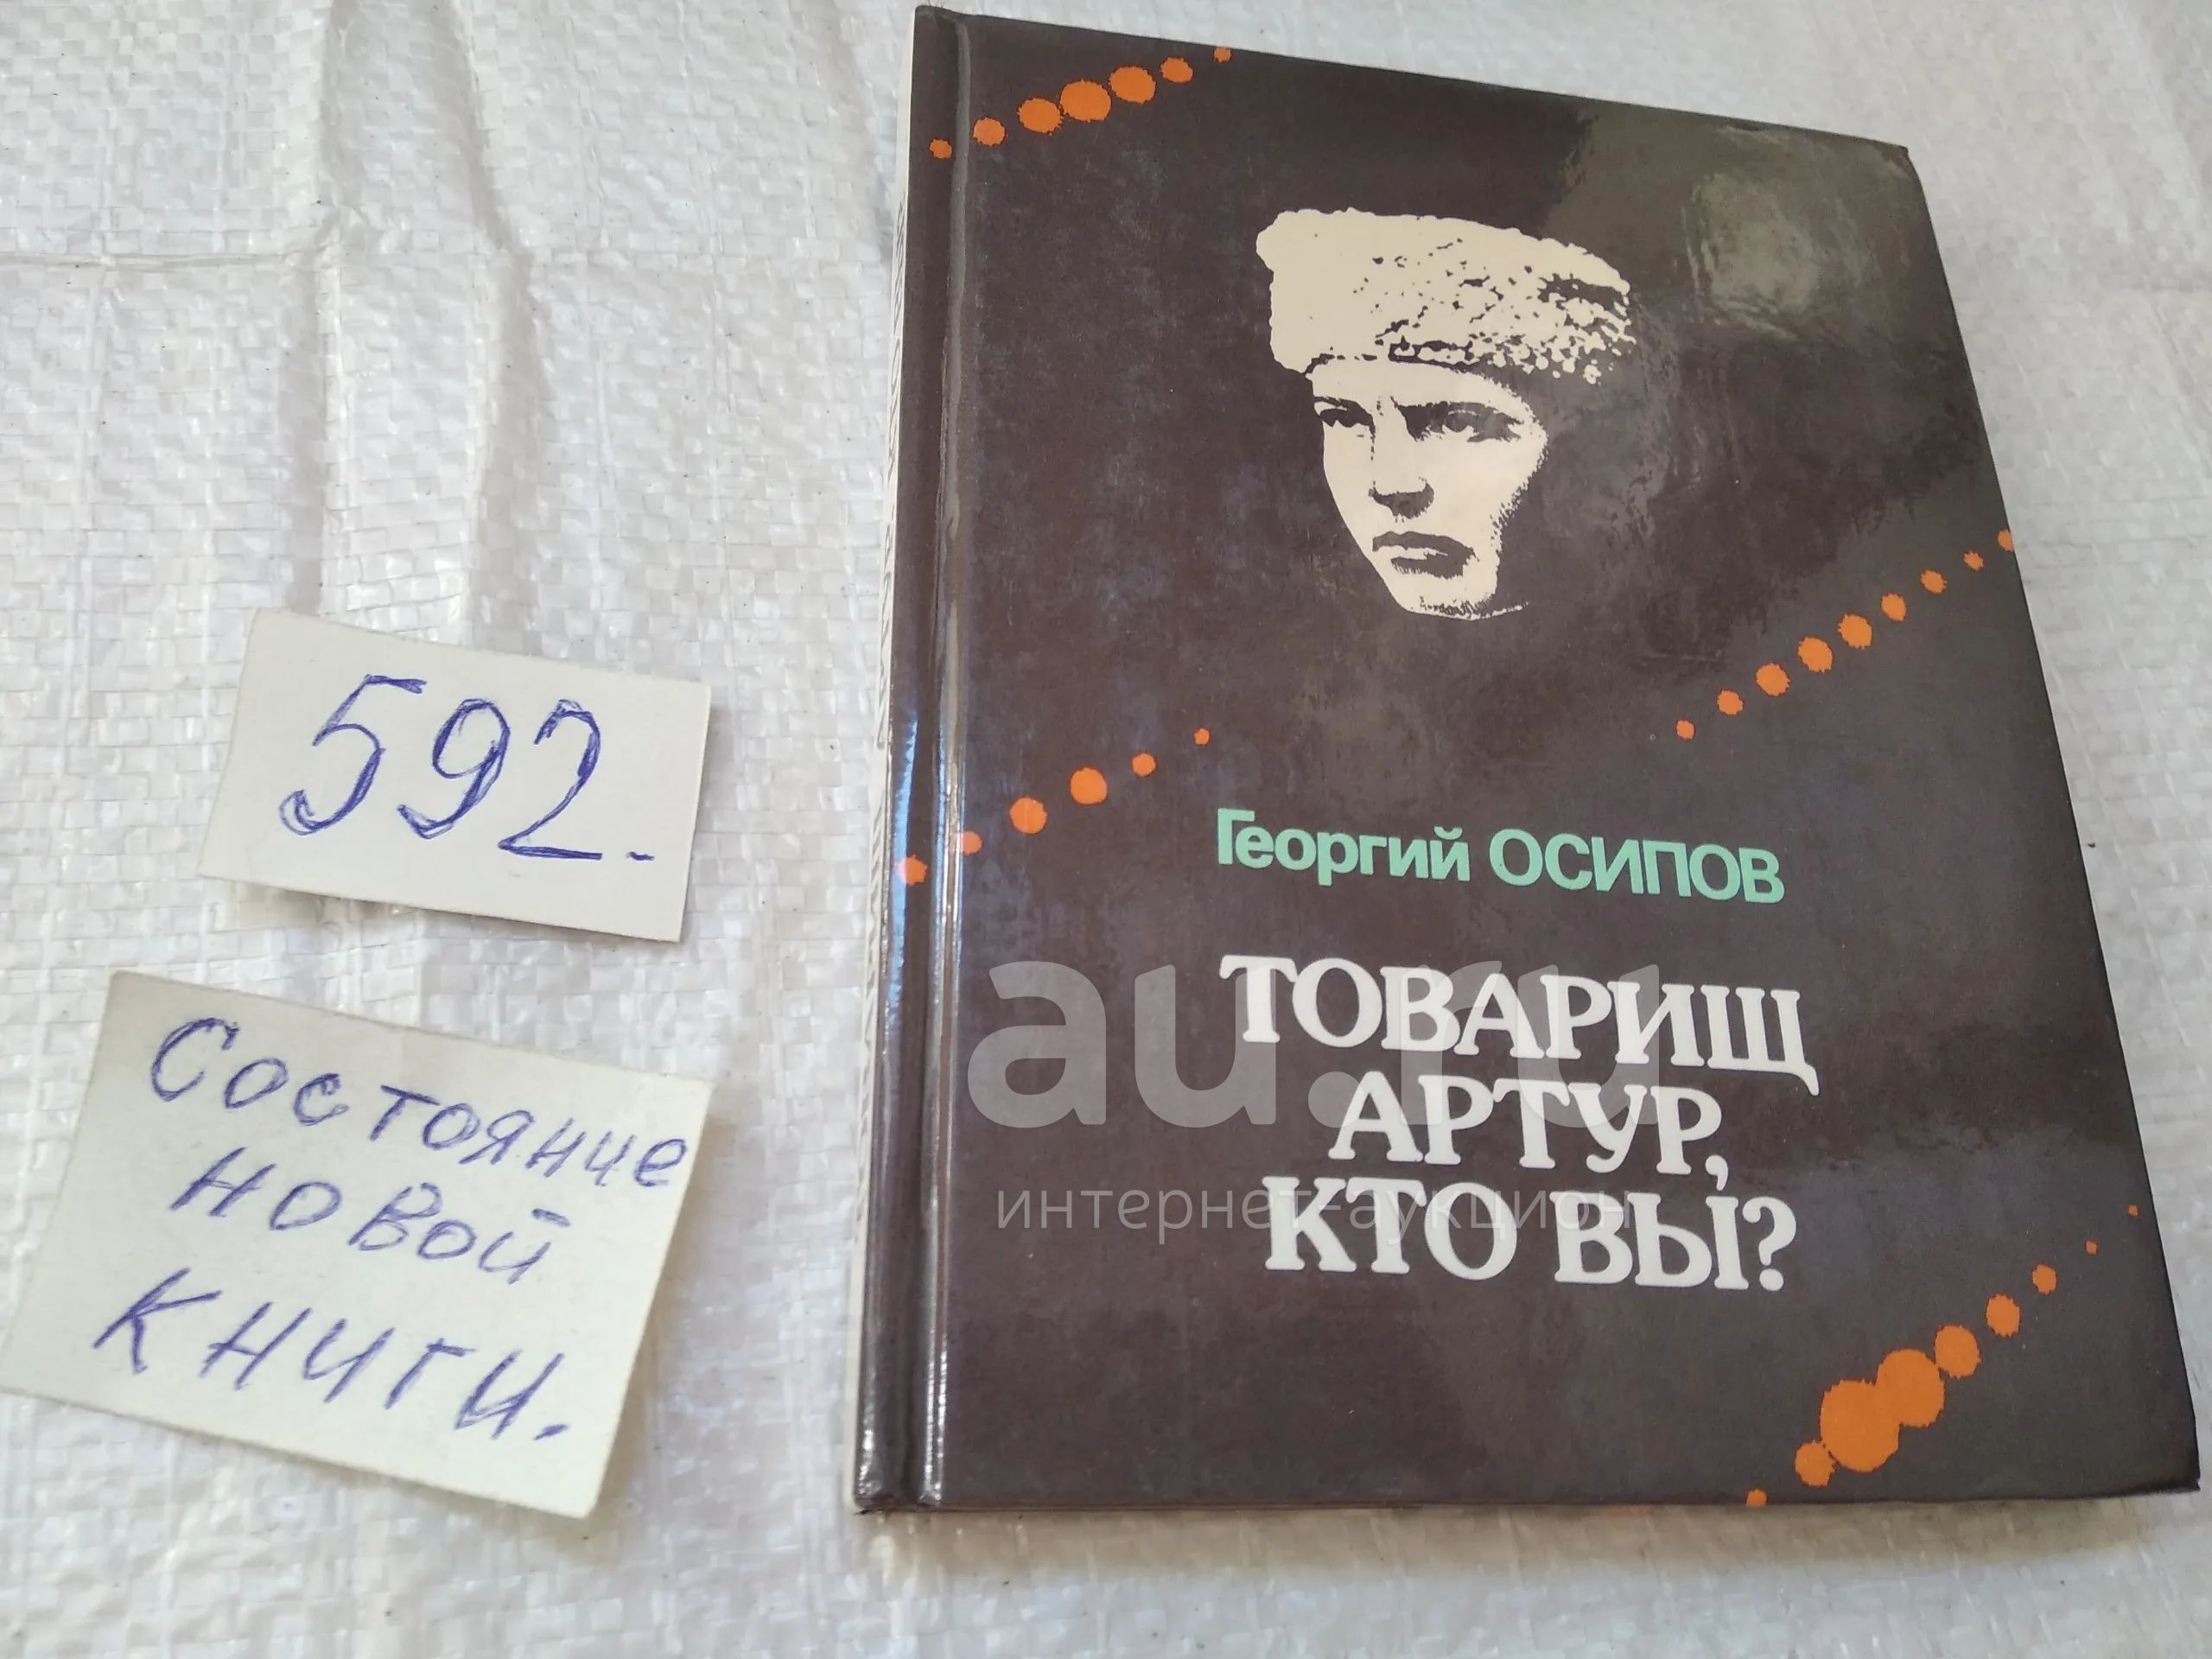 592.
Состояние
новой
книги.
Георгий ОСИПОВ
ТОВАРИЩ
АРТУР,
КТО ВЫ?
au.ru
интернет-аукцион